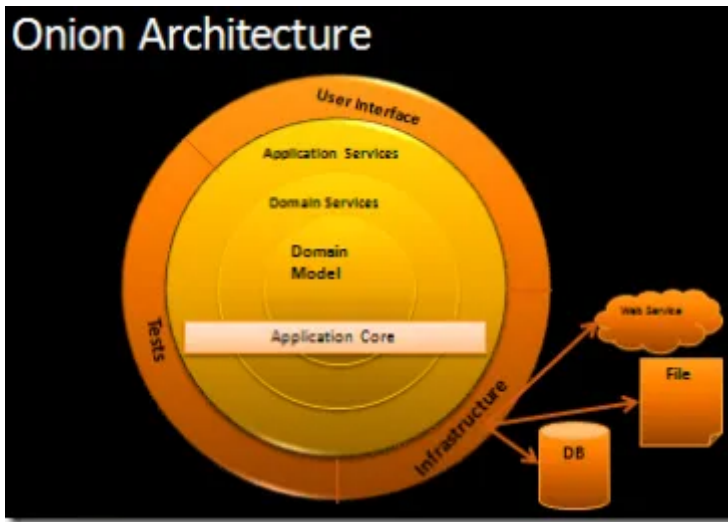 Onion Architecture
User Interface
Application Services
Domain Services
Domain
Model
Application Core
Tests
Infrastructure
Web Service
File
DB